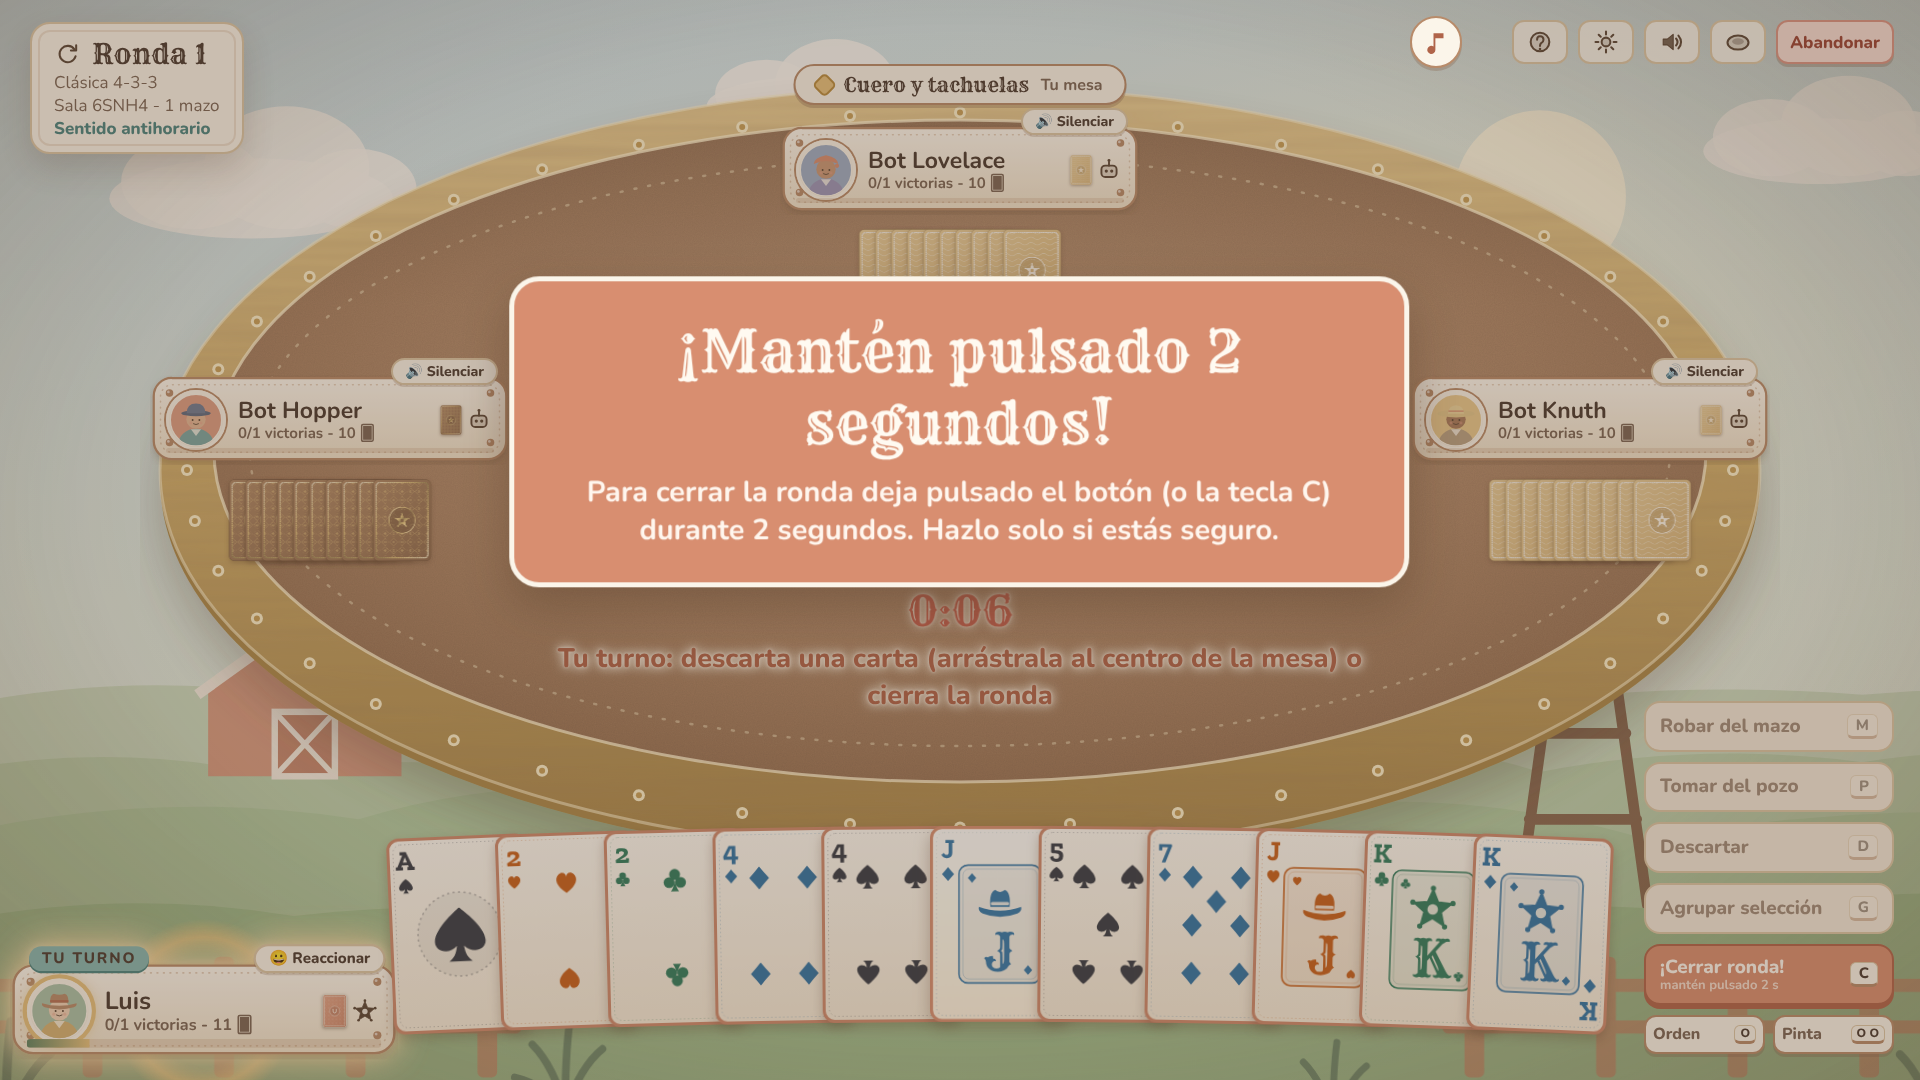 Ronda 1
Clásica 4-3-3
Sala 6SNH4 - 1 mazo
Sentido antihorario
Cuero y tachuelas Tu mesa
Abandonar
Silenciar
Bot Lovelace
0/1 victorias - 10
Silenciar
Bot Hopper
0/1 victorias - 10
Silenciar
Bot Knuth
0/1 victorias - 10
¡Mantén pulsado 2
segundos!
Para cerrar la ronda deja pulsado el botón (o la tecla C)
durante 2 segundos. Hazlo solo si estás seguro.
0:06
Tu turno: descarta una carta (arrástrala al centro de la mesa) o
cierra la ronda
Robar del mazo M
Tomar del pozo P
Descartar D
Agrupar selección G
¡Cerrar ronda! C
mantén pulsado 2 s
Orden O
Pinta O O
A 2 2 4 4 J 5 7 J K K
J J K K
K
TU TURNO
Reaccionar
Luis
0/1 victorias - 11